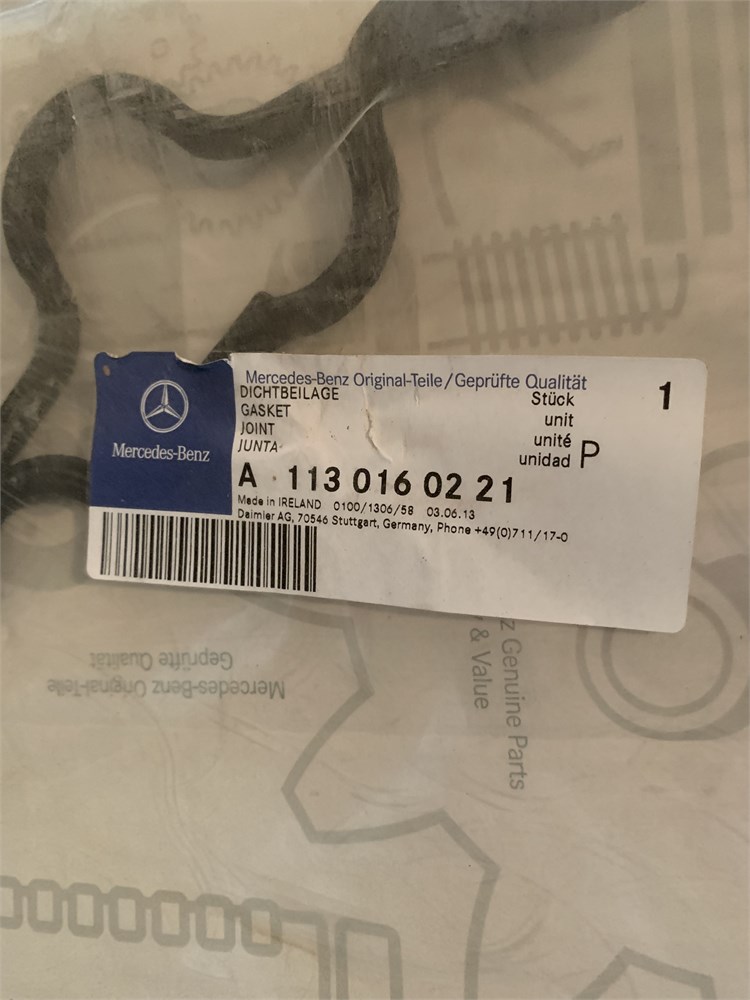 Mercedes-Benz
Mercedes-Benz Original-Teile/Geprüfte Qualität
DICHTBEILAGE
GASKET
JOINT
JUNTA
Stück
unit
unité
unidad
P
1
A 113 016 02 21
Made in IRELAND 0100/1306/58 03.06.13
Daimler AG, 70546 Stuttgart, Germany, Phone +49(0)711/17-0
Mercedes-Benz Original-Teile
Geprüfte Qualität
Genuine Parts
& Value